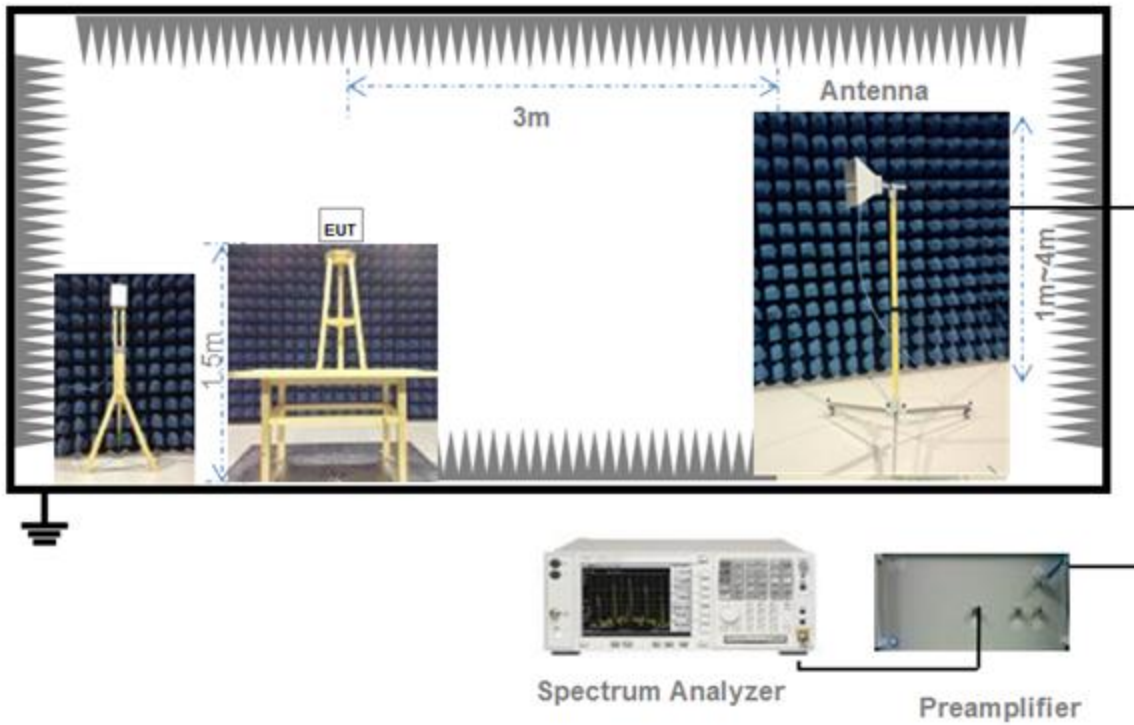 Antenna
3m
EUT
1.5m
1m~4m
Spectrum Analyzer
Preamplifier